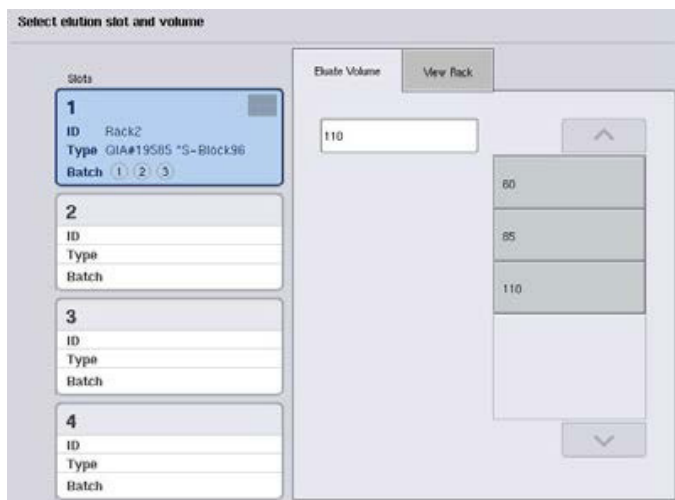 Select elution slot and volume
Slots
1
ID Rack2
Type QIA#19585 *S-Block96
Batch 1 2 3
2
ID
Type
Batch
3
ID
Type
Batch
4
ID
Type
Batch
Eluate Volume
View Rack
110
60
85
110